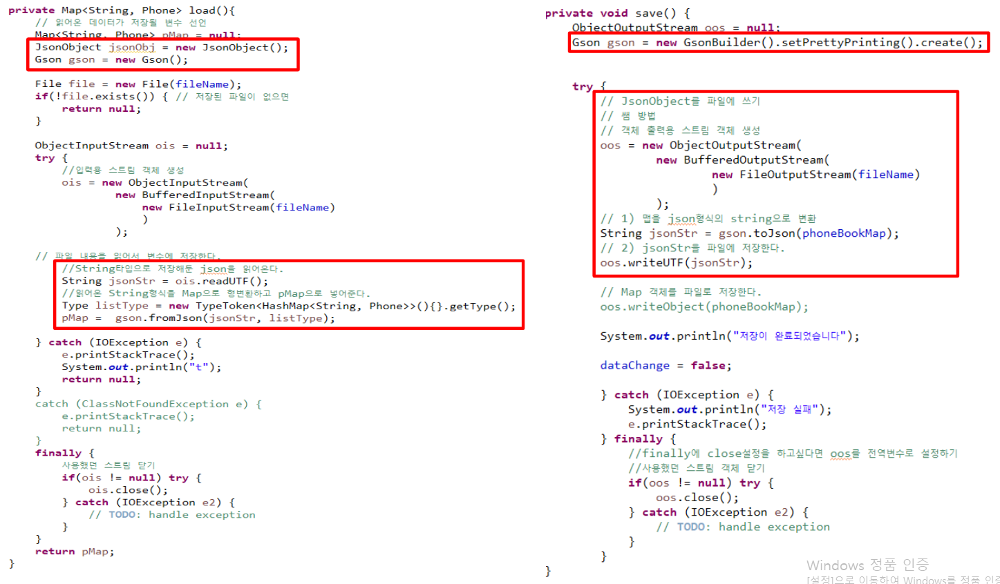 private Map<String, Phone> load(){
// 읽어온 데이터가 저장될 변수 선언
Map<String, Phone> pMap = null;
JsonObject jsonObj = new JsonObject();
Gson gson = new Gson();
File file = new File(fileName);
if(!file.exists()) { // 저장된 파일이 없으면
return null;
}
ObjectInputStream ois = null;
try {
//입력용 스트림 객체 생성
ois = new ObjectInputStream(
new BufferedInputStream(
new FileInputStream(fileName)
)
);
// 파일 내용을 읽어서 변수에 저장한다.
//String타입으로 저장해둔 json을 읽어온다.
String jsonStr = ois.readUTF();
//읽어온 String형식을 Map으로 형변환하고 pMap으로 넣어준다.
Type listType = new TypeToken<HashMap<String, Phone>>(){}.getType();
pMap =  gson.fromJson(jsonStr, listType);
} catch (IOException e) {
e.printStackTrace();
System.out.println("t");
return null;
}
catch (ClassNotFoundException e) {
e.printStackTrace();
return null;
}
finally {
사용했던 스트림 닫기
if(ois != null) try {
ois.close();
} catch (IOException e2) {
// TODO: handle exception
}
}
return pMap;
}
private void save() {
ObjectOutputStream oos = null;
Gson gson = new GsonBuilder().setPrettyPrinting().create();
try {
// JsonObject를 파일에 쓰기
// 쌤 방법
// 객체 출력용 스트림 객체 생성
oos = new ObjectOutputStream(
new BufferedOutputStream(
new FileOutputStream(fileName)
)
);
// 1) 맵을 json형식의 string으로 변환
String jsonStr = gson.toJson(phoneBookMap);
// 2) jsonStr을 파일에 저장한다.
oos.writeUTF(jsonStr);
// Map 객체를 파일로 저장한다.
oos.writeObject(phoneBookMap);
System.out.println("저장이 완료되었습니다");
dataChange = false;
} catch (IOException e) {
System.out.println("저장 실패");
e.printStackTrace();
} finally {
//finally에 close설정을 하고싶다면 oos를 전역변수로 설정하기
//사용했던 스트림 객체 닫기
if(oos != null) try {
oos.close();
} catch (IOException e2) {
// TODO: handle exception
}
}
}
Windows 정품 인증
[설정]으로 이동하여 Windows를 정품 인증